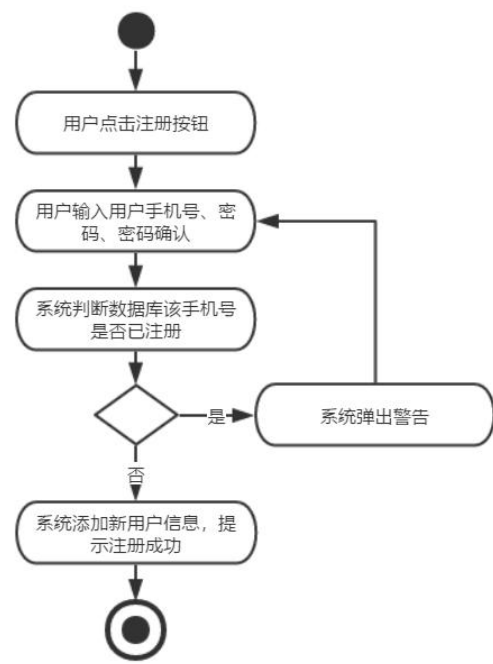 用户点击注册按钮
用户输入用户手机号、密
码、密码确认
系统判断数据库该手机号
是否已注册
是
系统弹出警告
否
系统添加新用户信息，提
示注册成功